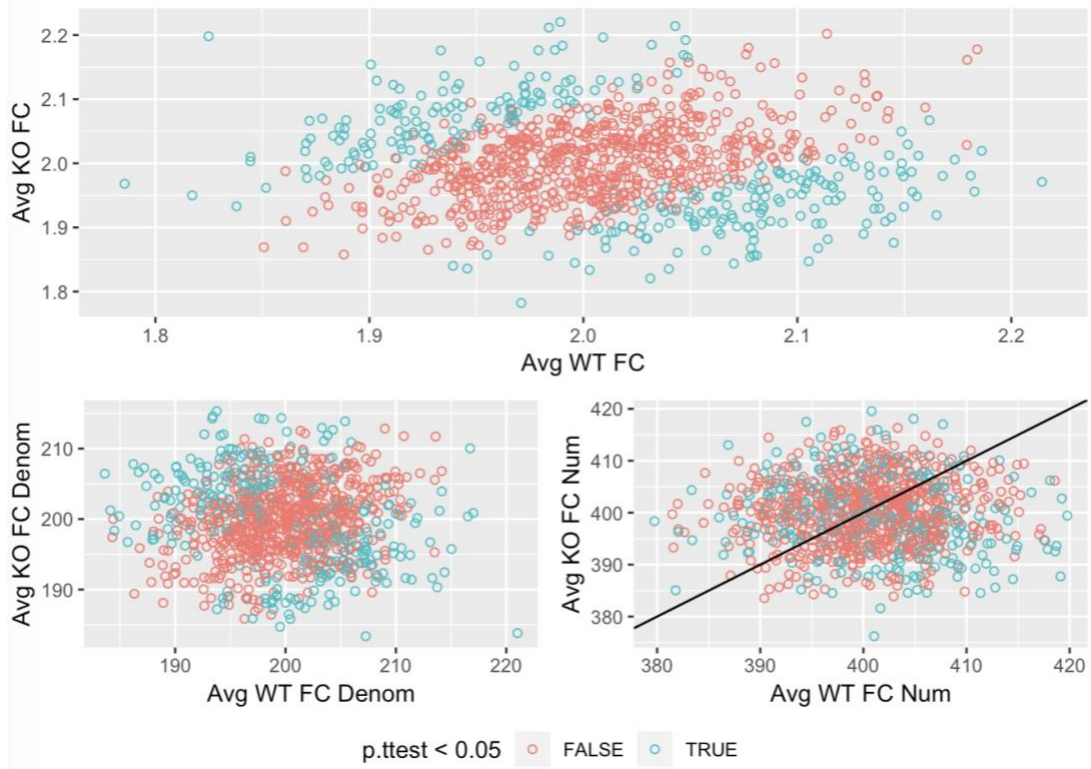 Avg KO FC
2.2
2.1
2.0
1.9
1.8
1.8 1.9 2.0 2.1 2.2
Avg WT FC
Avg KO FC Denom
210
200
190
190 200 210 220
Avg WT FC Denom
Avg KO FC Num
420
410
400
390
380
380 390 400 410 420
Avg WT FC Num
p.ttest < 0.05 FALSE TRUE